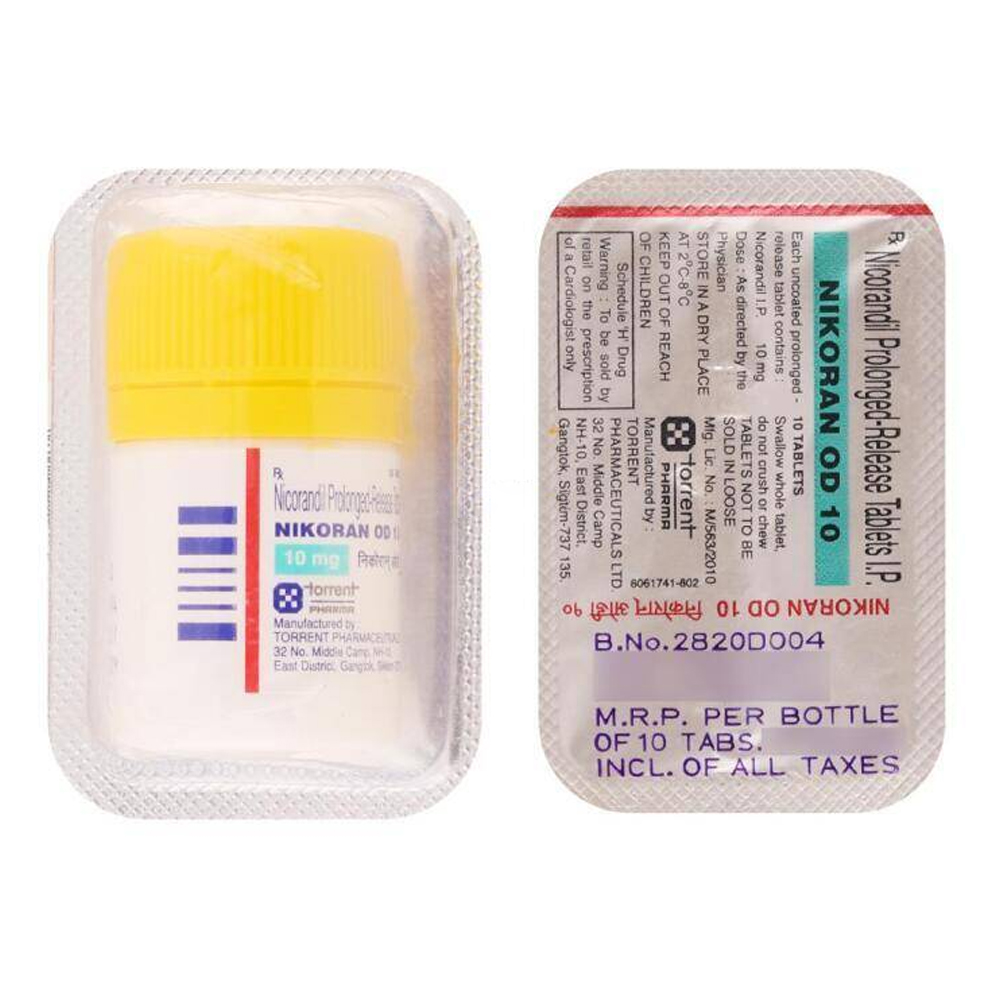 Rx
Nicorandil Prolonged-Release
NIKORAN OD
10 mg
निकोरान्
torrent
PHARMA
Manufactured by:
TORRENT
32 No. Middle Camp, NH-10,
East District, Gangtok,
Rx
Nicorandil Prolonged-Release Tablets I.P.
NIKORAN OD 10
Each uncoated prolonged -
release tablet contains :
Nicorandil I.P. 10 mg
Dose : As directed by the
Physician
STORE IN A DRY PLACE
AT 2°C-8°C
KEEP OUT OF REACH
OF CHILDREN
Schedule 'H' Drug
Warning : To be sold by
retail on the prescription
of a Cardiologist only
10 TABLETS
Swallow whole tablet,
do not crush or chew
TABLETS NOT TO BE
SOLD IN LOOSE
Mfg. Lic. No. : M/563/2010
torrent
PHARMA
Manufactured by :
TORRENT
PHARMACEUTICALS LTD.
32 No. Middle Camp
NH-10, East District,
Gangtok, Sikkim-737 135.
8061741-802
NIKORAN OD 10 निकोरान् ओडी १०
B.No.2820D004
M.R.P. PER BOTTLE
OF 10 TABS.
INCL. OF ALL TAXES